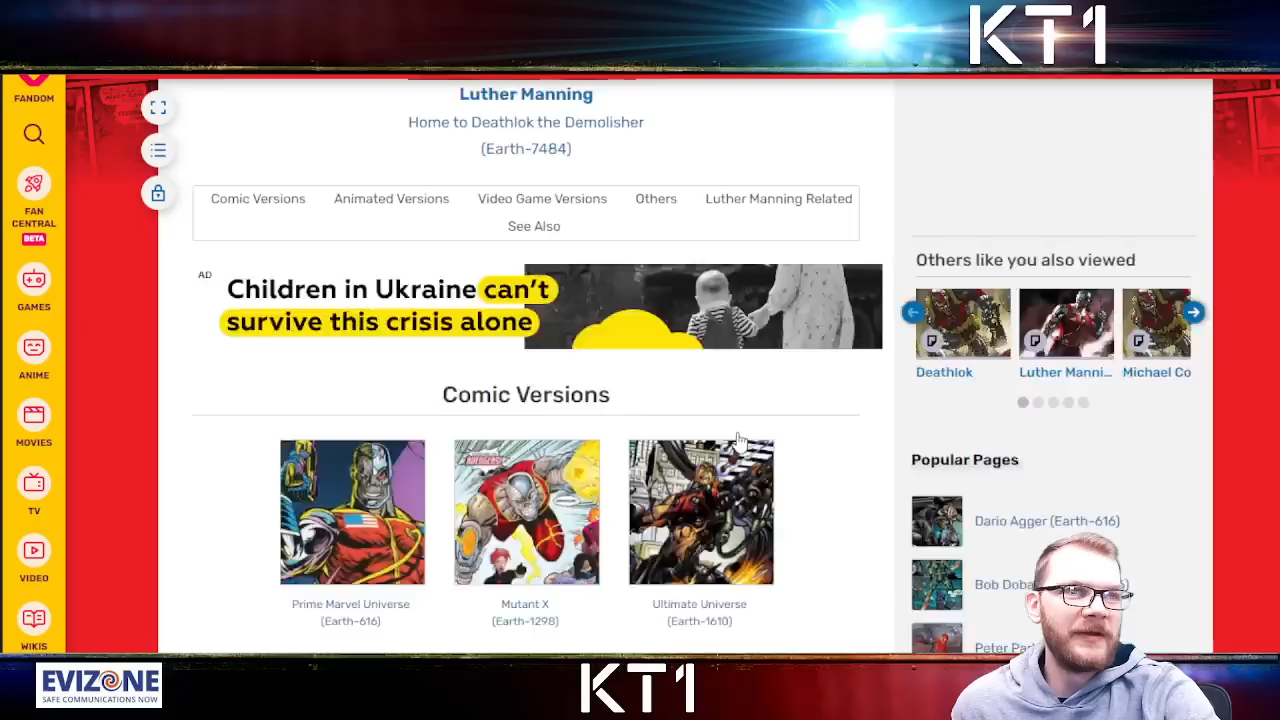 KT1
FANDOM
FAN
CENTRAL
BETA
GAMES
ANIME
MOVIES
TV
VIDEO
WIKIS
Luther Manning
Home to Deathlok the Demolisher
(Earth-7484)
Comic Versions
Animated Versions
Video Game Versions
Others
Luther Manning Related
See Also
AD
Children in Ukraine can't
survive this crisis alone
Comic Versions
Prime Marvel Universe
(Earth-616)
Mutant X
(Earth-1298)
Ultimate Universe
(Earth-1610)
Others like you also viewed
Deathlok
Luther Manni...
Michael Co
Popular Pages
Dario Agger (Earth-616)
Bob Doba
Peter Par
EVIZONE
SAFE COMMUNICATIONS NOW
KT1